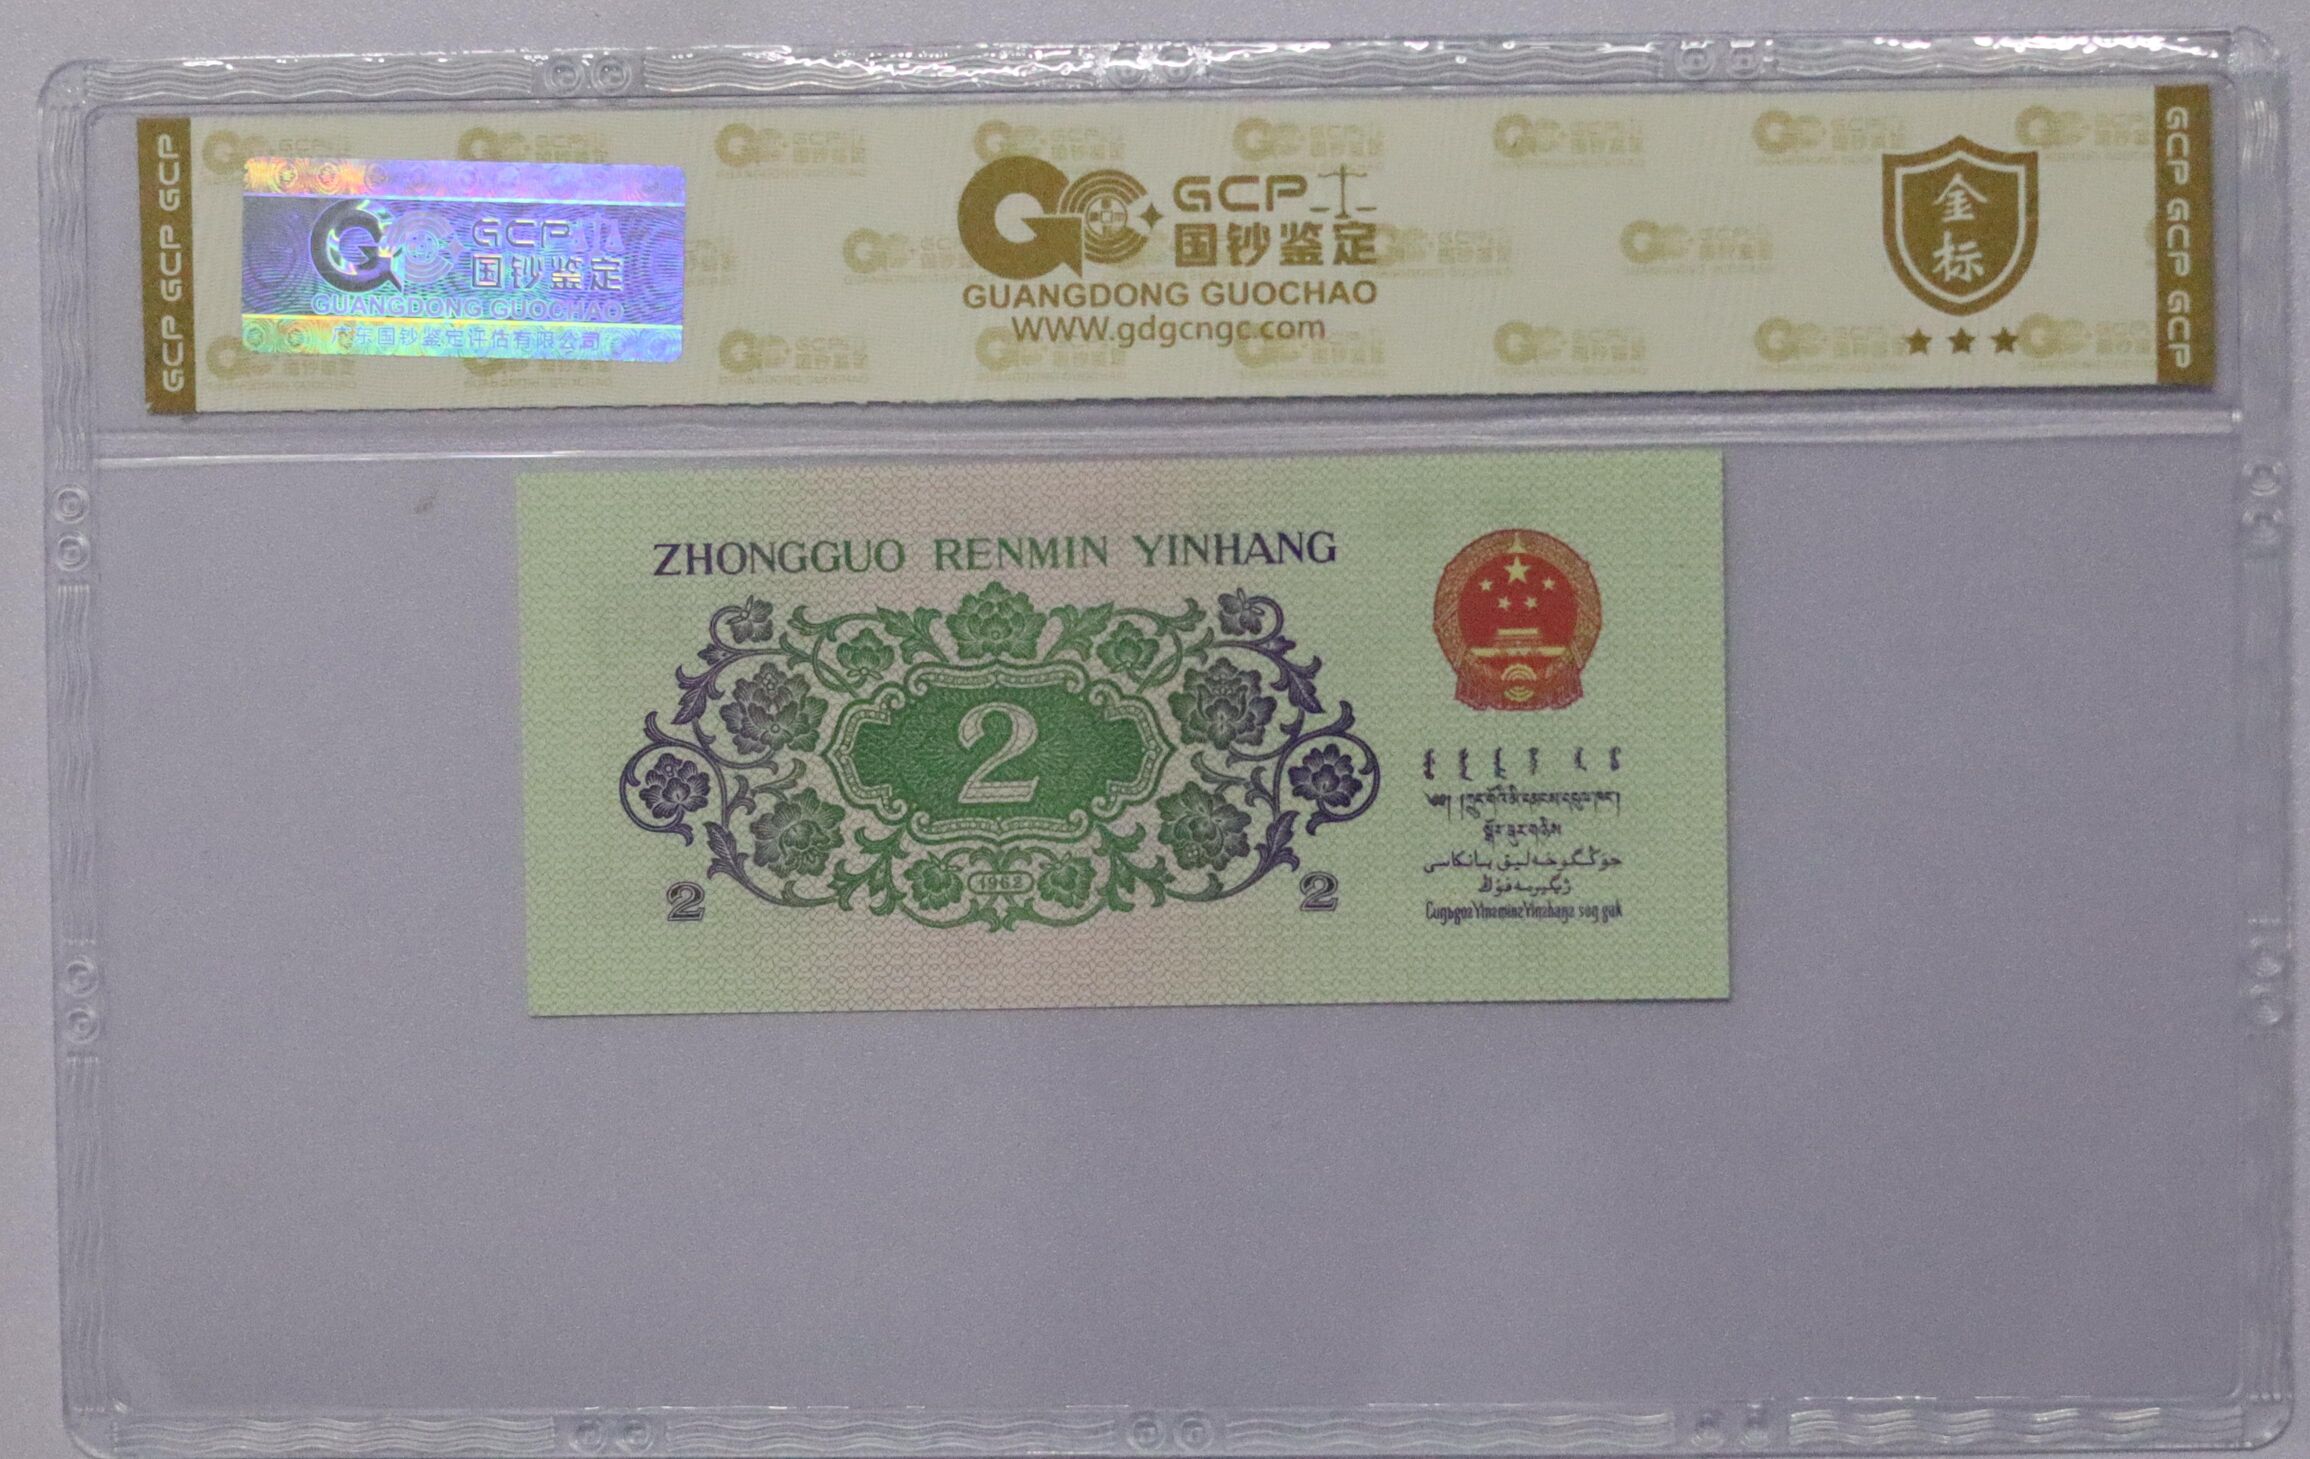 GCP GCP GCP
GCP
国钞鉴定
GUANGDONG GUOCHAO
广东国钞鉴定评估有限公司
GCP
国钞鉴定
GUANGDONG GUOCHAO
WWW.gdgcngc.com
金标
GCP GCP GCP
ZHONGGUO RENMIN YINHANG
2
1962
2
2